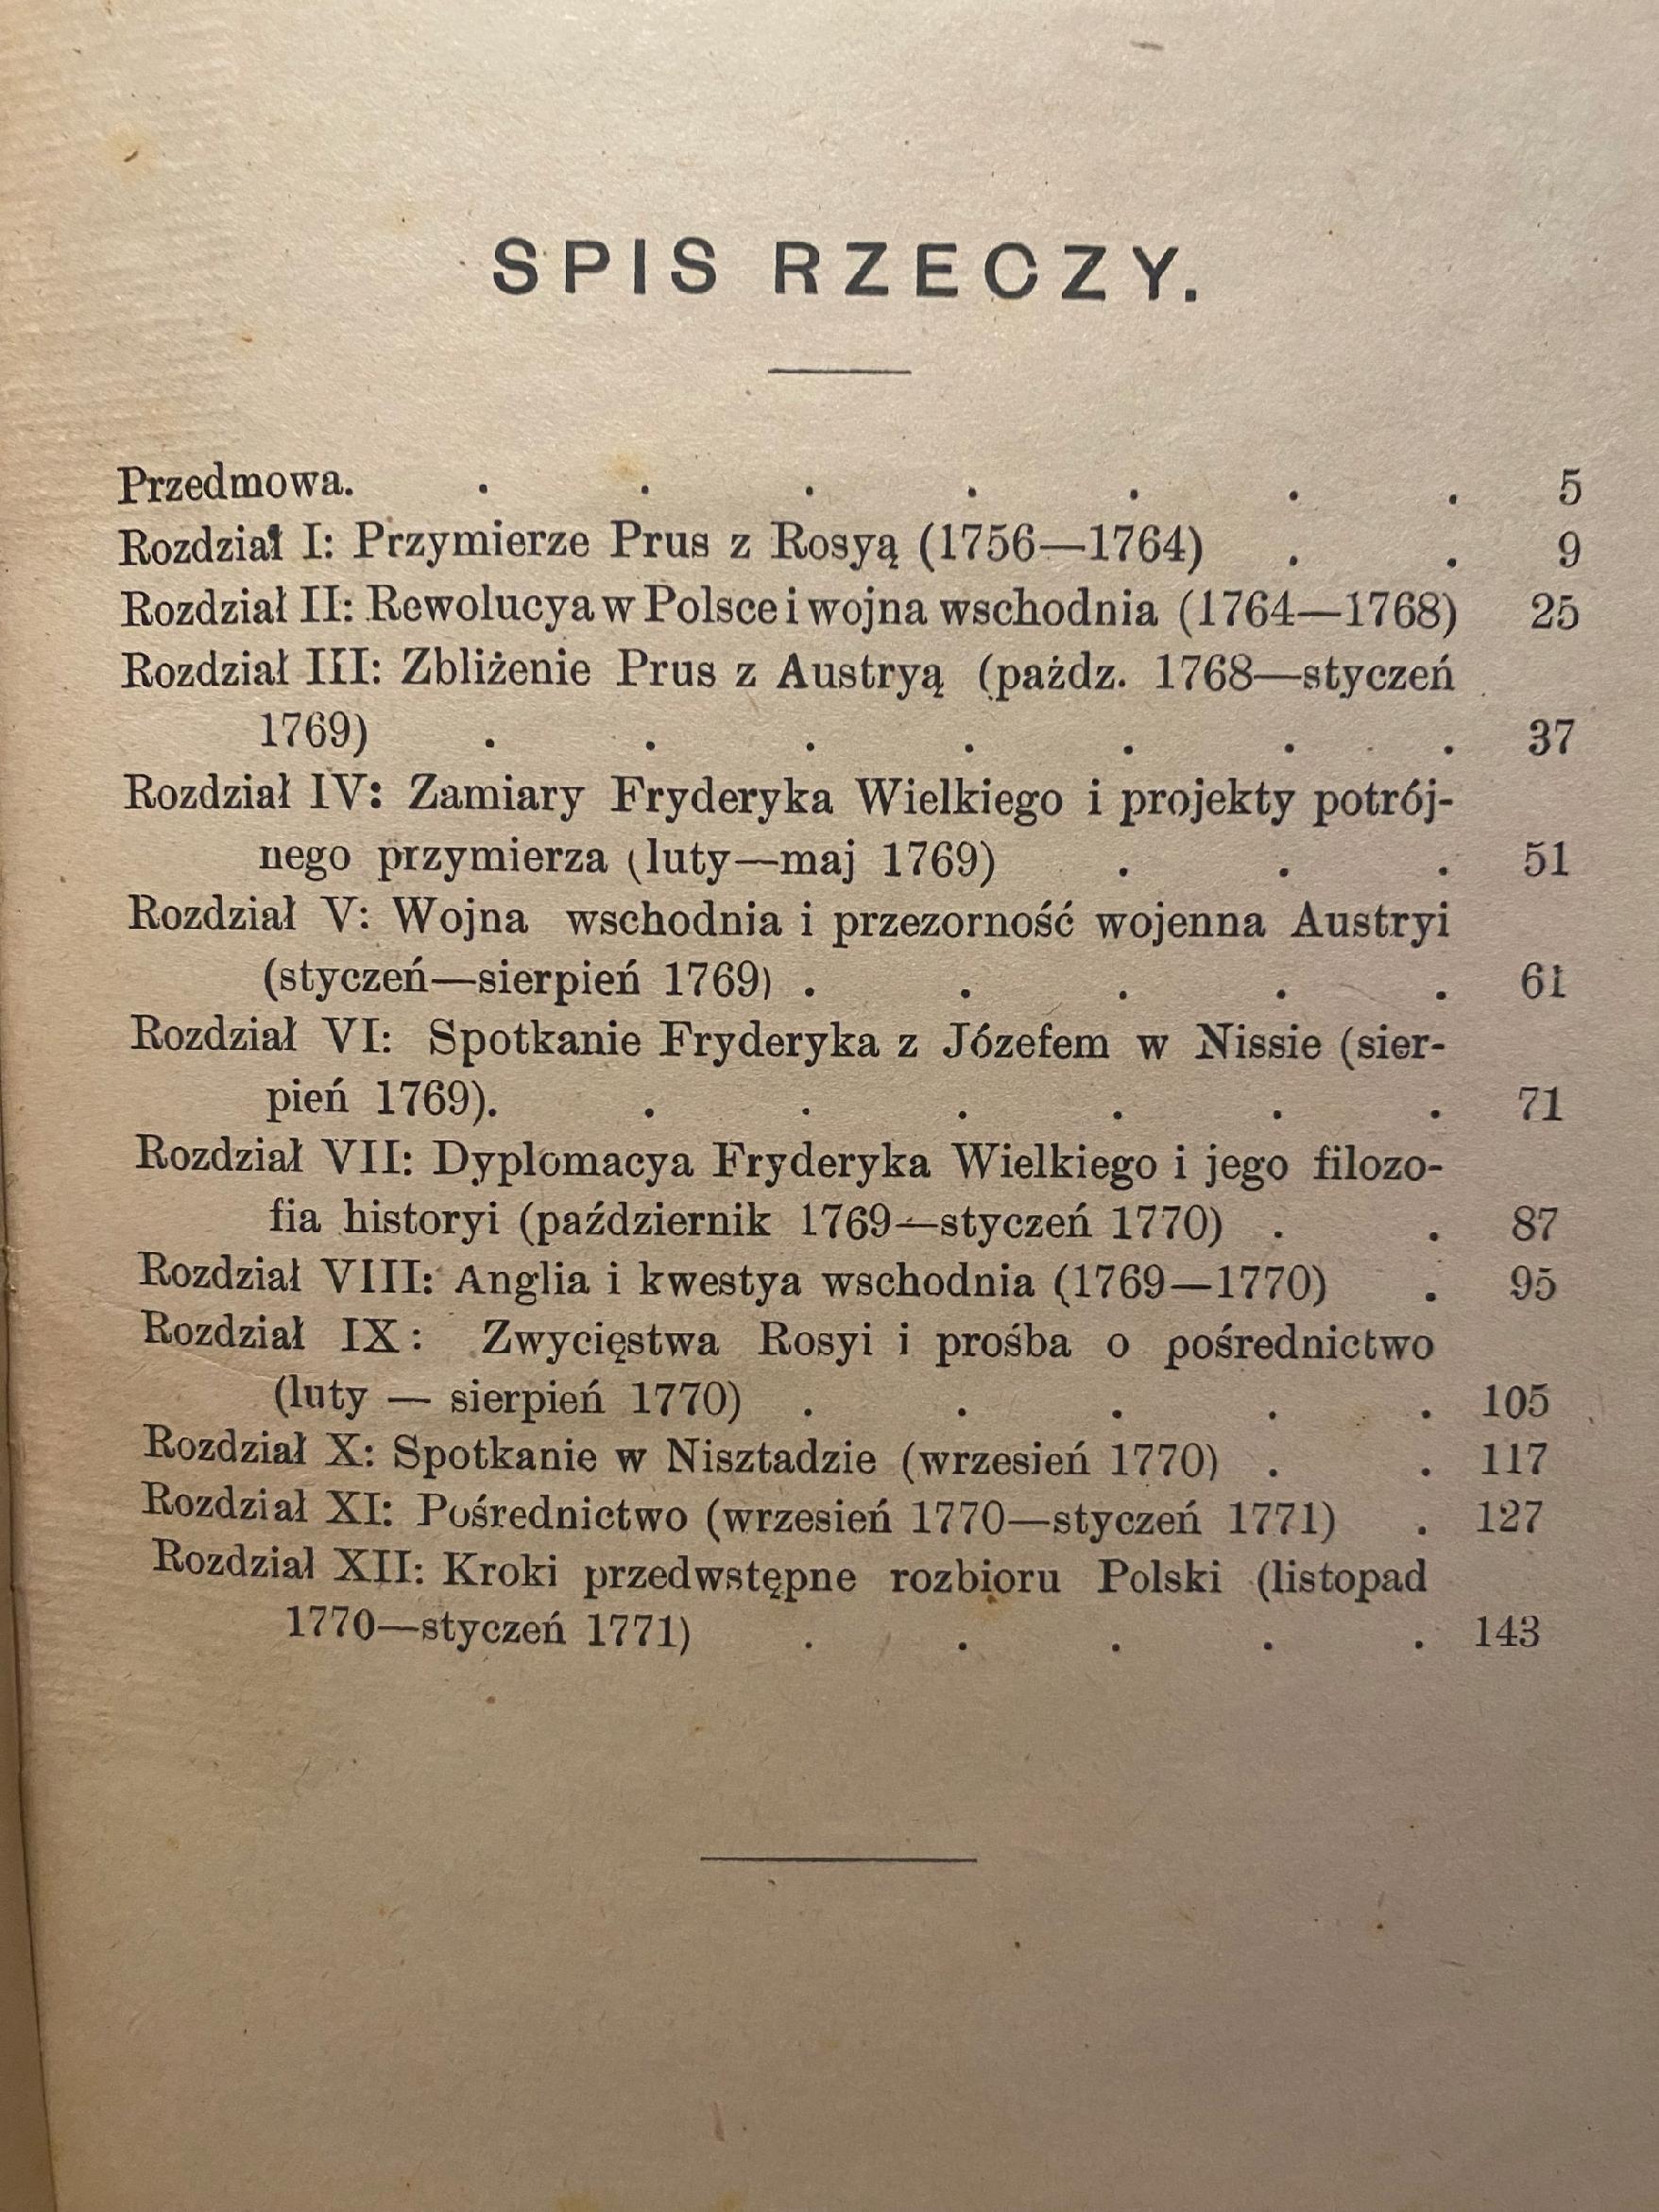 SPIS RZECZY.
Przedmowa. . . . . . . . 5
Rozdział I: Przymierze Prus z Rosyą (1756—1764) . . 9
Rozdział II: Rewolucya w Polsce i wojna wschodnia (1764—1768) 25
Rozdział III: Zbliżenie Prus z Austryą (pażdz. 1768—styczeń
1769) . . . . . . . 37
Rozdział IV: Zamiary Fryderyka Wielkiego i projekty potrój-
nego przymierza (luty—maj 1769) . . . 51
Rozdział V: Wojna wschodnia i przezorność wojenna Austryi
(styczeń—sierpień 1769) . . . . . 61
Rozdział VI: Spotkanie Fryderyka z Józefem w Nissie (sier-
pień 1769). . . . . . . 71
Rozdział VII: Dyplomacya Fryderyka Wielkiego i jego filozo-
fia historyi (październik 1769—styczeń 1770) . . 87
Rozdział VIII: Anglia i kwestya wschodnia (1769—1770) . 95
Rozdział IX: Zwycięstwa Rosyi i prośba o pośrednictwo
(luty — sierpień 1770) . . . . . 105
Rozdział X: Spotkanie w Nisztadzie (wrzesień 1770) . . 117
Rozdział XI: Pośrednictwo (wrzesień 1770—styczeń 1771) . 127
Rozdział XII: Kroki przedwstępne rozbioru Polski (listopad
1770—styczeń 1771) . . . . . 143